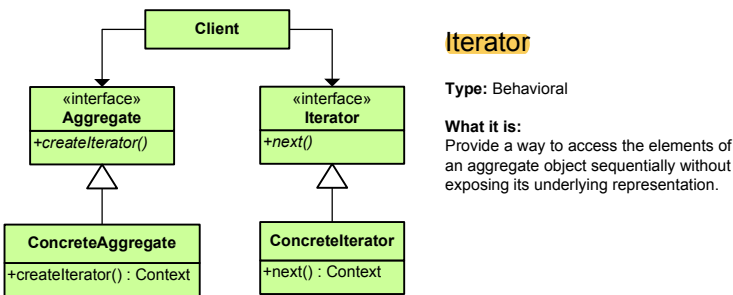 Client
«interface»
Aggregate
+createIterator()
«interface»
Iterator
+next()
ConcreteAggregate
+createIterator() : Context
ConcreteIterator
+next() : Context
Iterator
Type: Behavioral
What it is:
Provide a way to access the elements of
an aggregate object sequentially without
exposing its underlying representation.